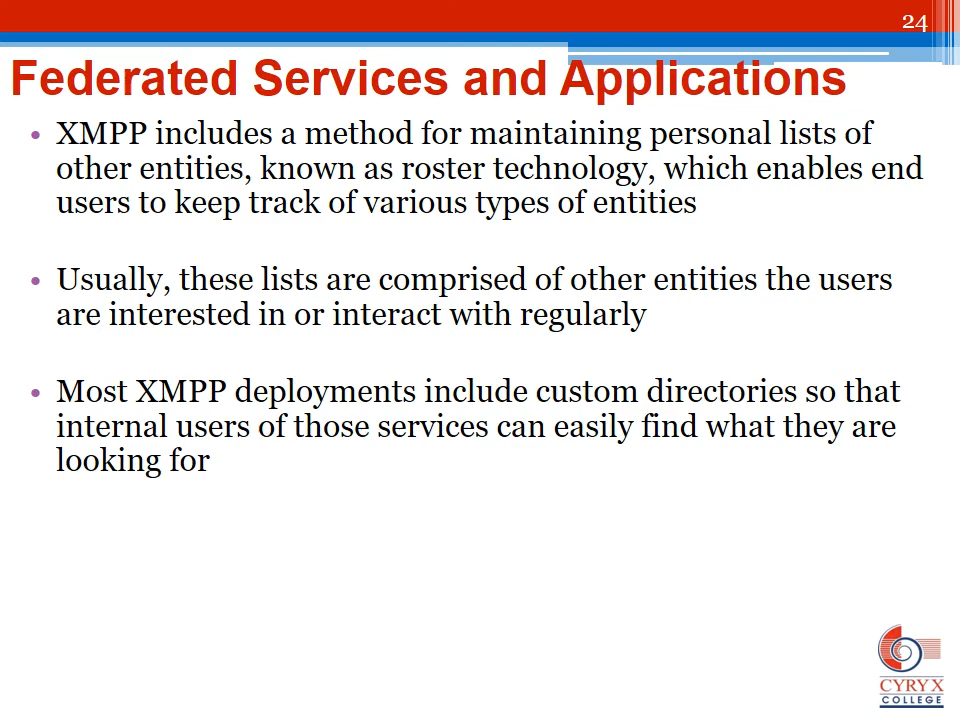 24
Federated Services and Applications
• XMPP includes a method for maintaining personal lists of
other entities, known as roster technology, which enables end
users to keep track of various types of entities
• Usually, these lists are comprised of other entities the users
are interested in or interact with regularly
• Most XMPP deployments include custom directories so that
internal users of those services can easily find what they are
looking for
CYRYX
COLLEGE